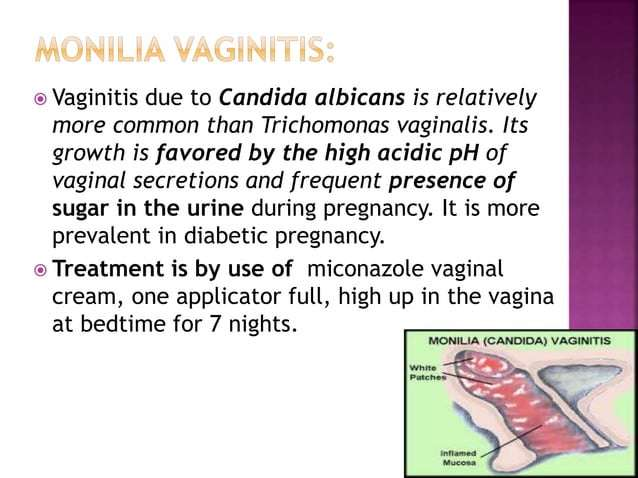 MONILIA VAGINITIS:
Vaginitis due to Candida albicans is relatively
more common than Trichomonas vaginalis. Its
growth is favored by the high acidic pH of
vaginal secretions and frequent presence of
sugar in the urine during pregnancy. It is more
prevalent in diabetic pregnancy.
Treatment is by use of miconazole vaginal
cream, one applicator full, high up in the vagina
at bedtime for 7 nights.
MONILIA (CANDIDA) VAGINITIS
White
Patches
Inflamed
Mucosa